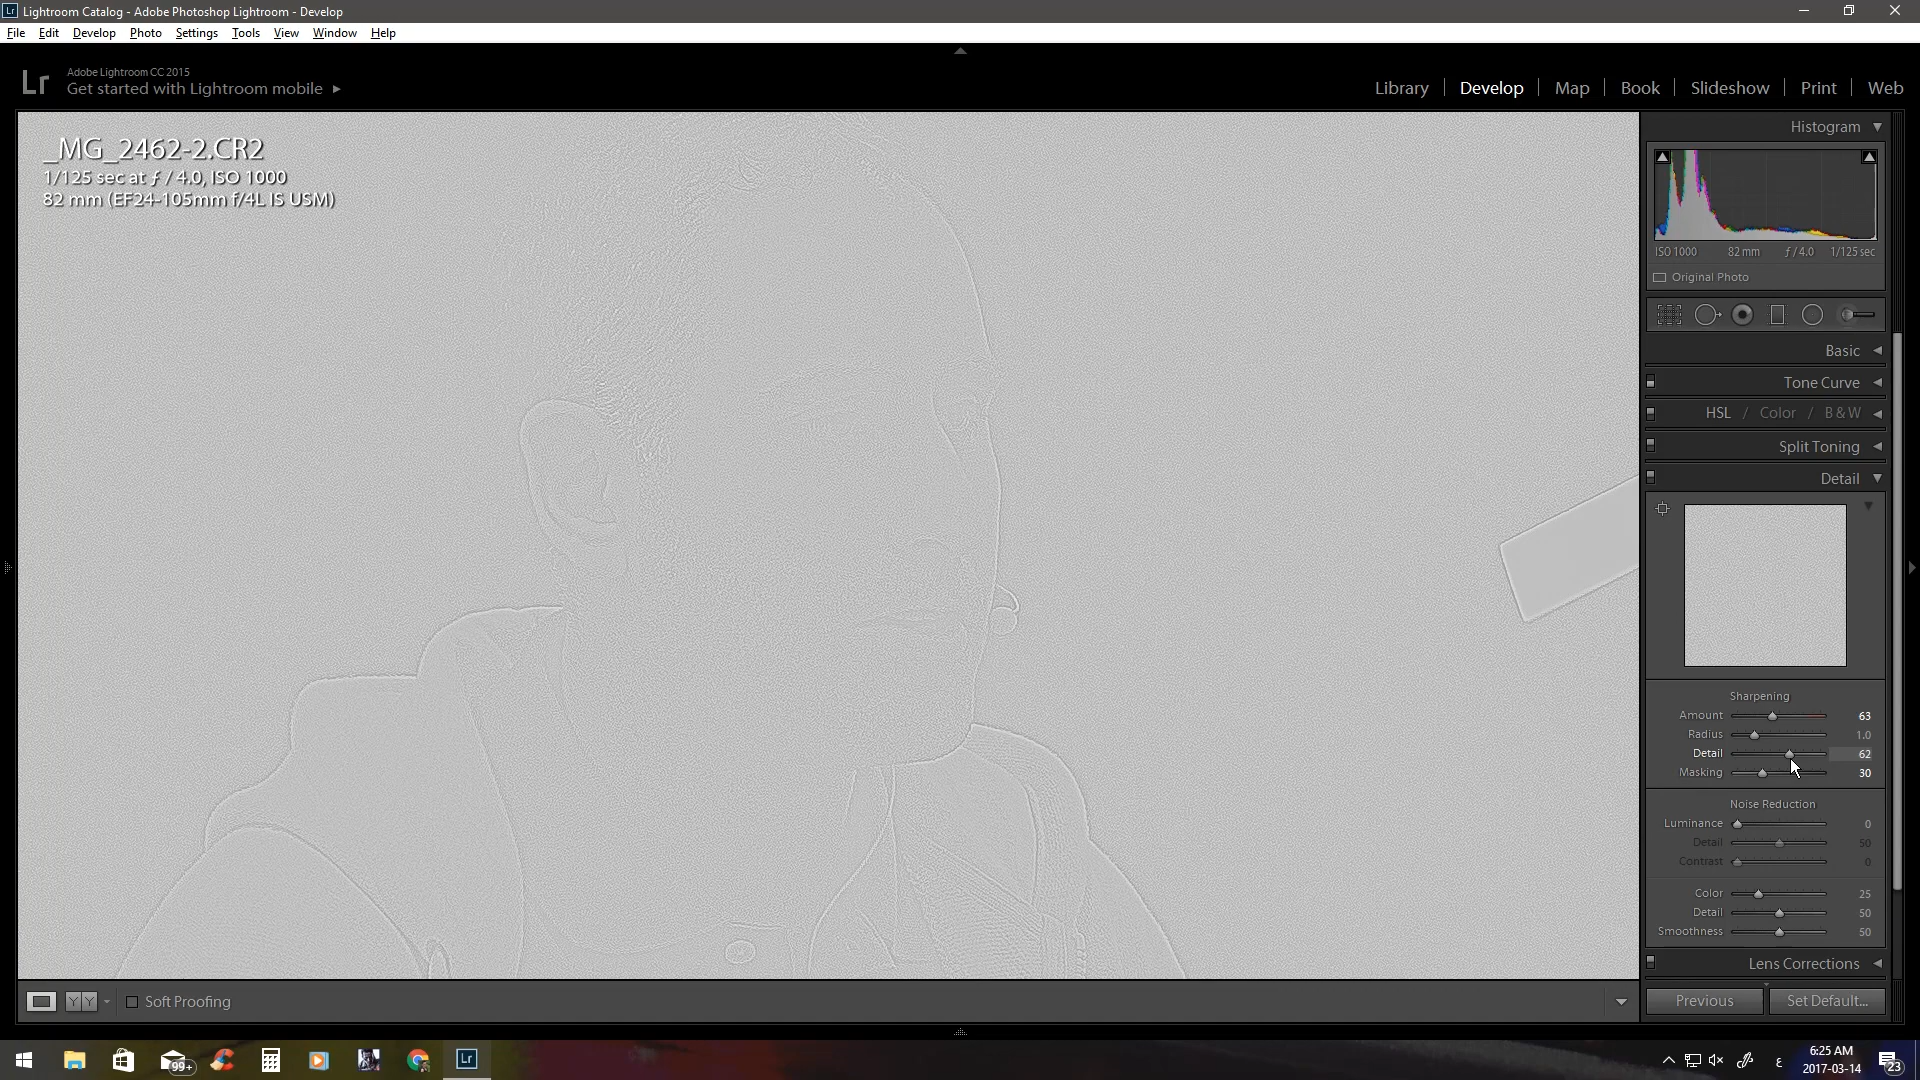 Lightroom Catalog - Adobe Photoshop Lightroom - Develop
File Edit Develop Photo Settings Tools View Window Help
Lr
Adobe Lightroom CC 2015
Get started with Lightroom mobile
Library Develop Map Book Slideshow Print Web
_MG_2462-2.CR2
1/125 sec at ƒ / 4.0, ISO 1000
82 mm (EF24-105mm f/4L IS USM)
Histogram
ISO 1000 82 mm ƒ / 4.0 1/125 sec
Original Photo
Basic
Tone Curve
HSL / Color / B & W
Split Toning
Detail
Sharpening
Amount 63
Radius 1.0
Detail 62
Masking 30
Noise Reduction
Luminance 0
Detail 50
Contrast 0
Color 25
Detail 50
Smoothness 50
Lens Corrections
Previous Set Default...
Y Y Soft Proofing
99+ Lr ع 6:25 AM
2017-03-14 23